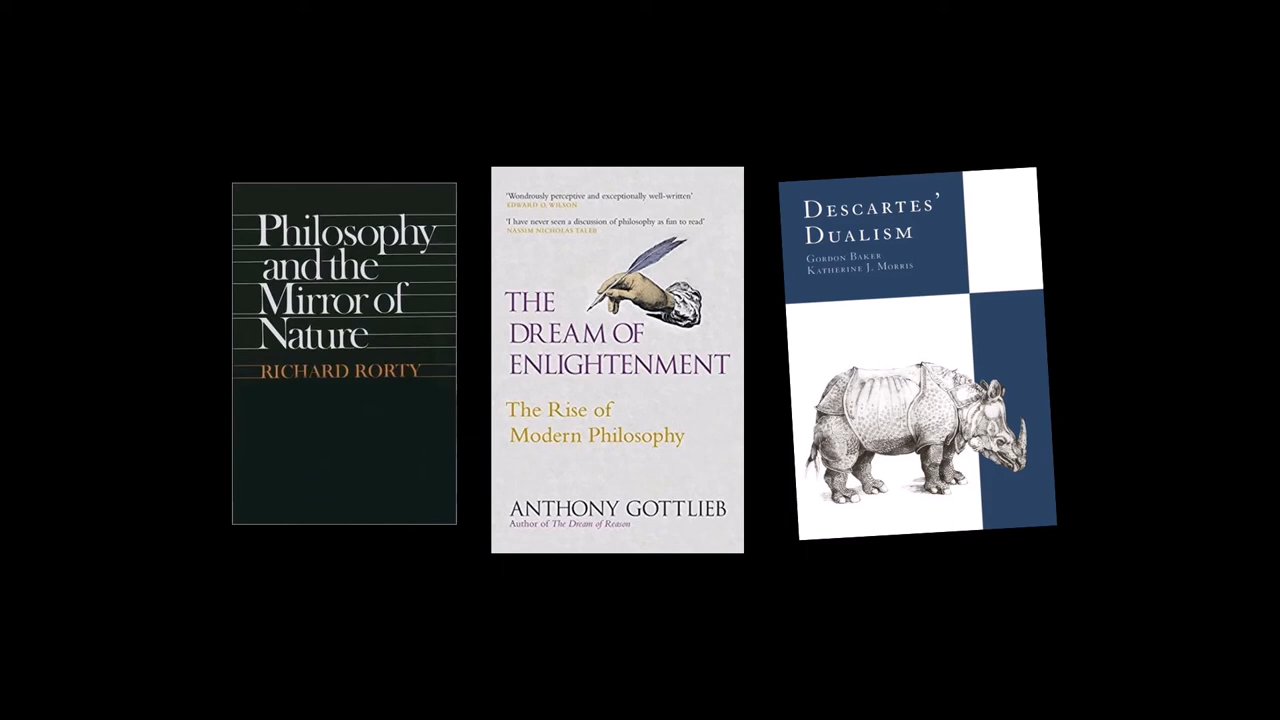 Philosophy
and the
Mirror of
Nature
RICHARD RORTY
'Wondrously perceptive and exceptionally well-written'
EDWARD O. WILSON
'I have never seen a discussion of philosophy as fun to read'
NASSIM NICHOLAS TALEB
THE
DREAM OF
ENLIGHTENMENT
The Rise of
Modern Philosophy
ANTHONY GOTTLIEB
Author of The Dream of Reason
DESCARTES'
DUALISM
GORDON BAKER
KATHERINE J. MORRIS